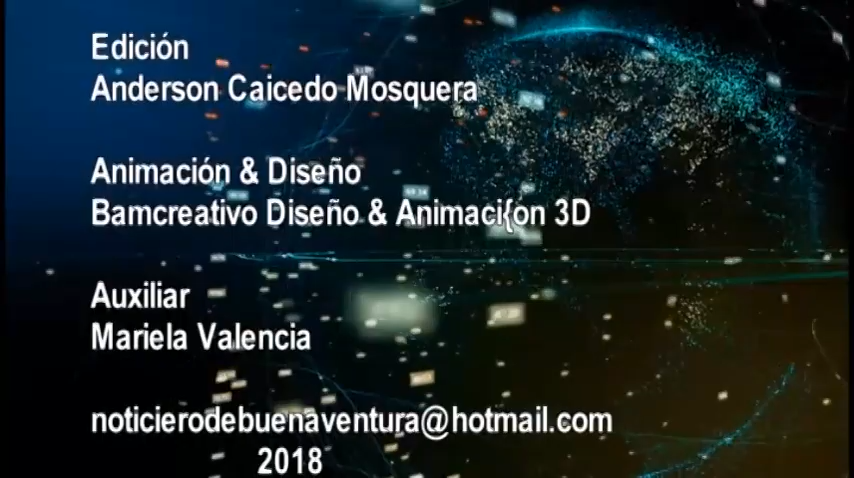 Edición
Anderson Caicedo Mosquera
Animación & Diseño
Bamcreativo Diseño & Animaci{on 3D
Auxiliar
Mariela Valencia
noticierodebuenaventura@hotmail.com
2018